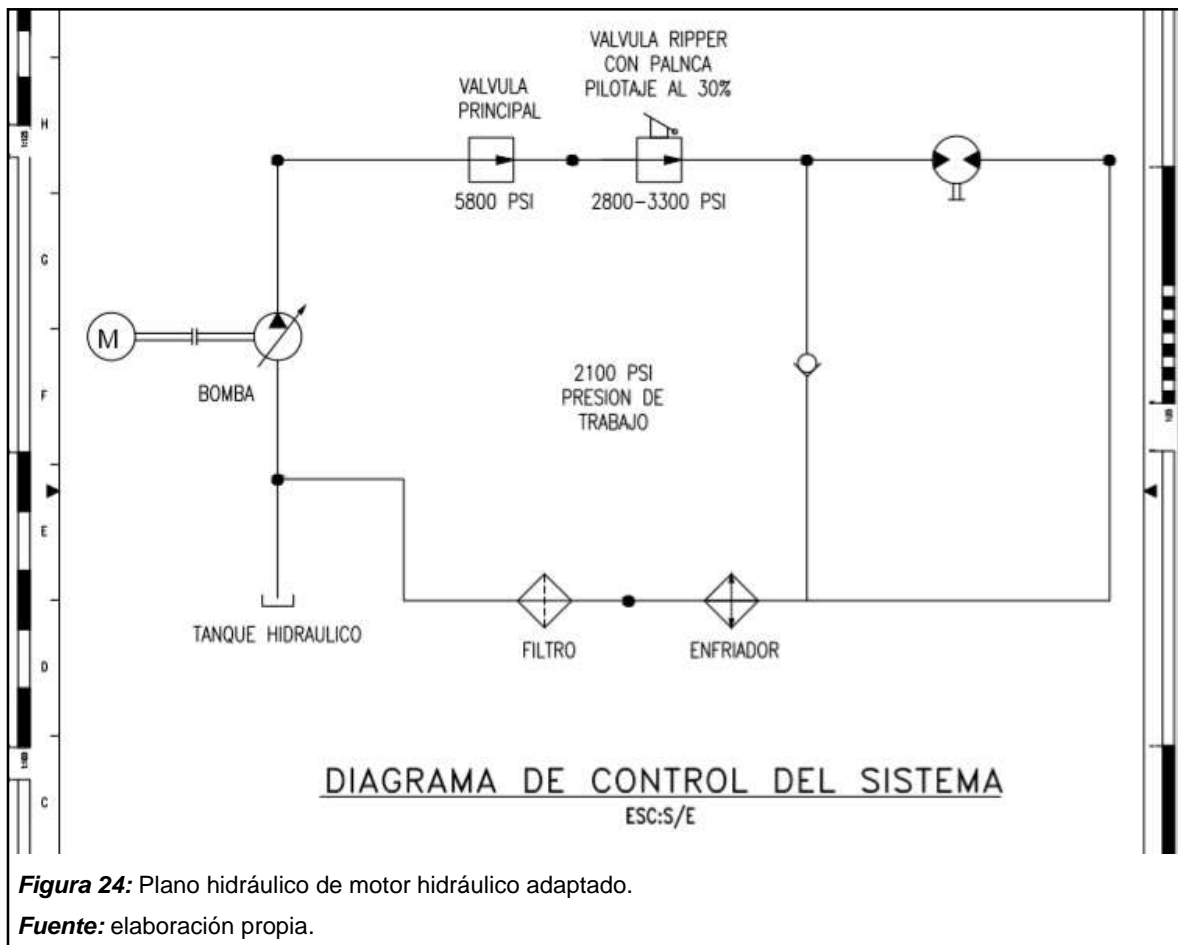 VALVULA RIPPER
CON PALNCA
PILOTAJE AL 30%
VALVULA
PRINCIPAL
5800 PSI
2800-3300 PSI
M
BOMBA
2100 PSI
PRESION DE
TRABAJO
TANQUE HIDRAULICO
FILTRO
ENFRIADOR
H
G
F
E
D
C
DIAGRAMA DE CONTROL DEL SISTEMA
ESC:S/E
Figura 24: Plano hidráulico de motor hidráulico adaptado.
Fuente: elaboración propia.